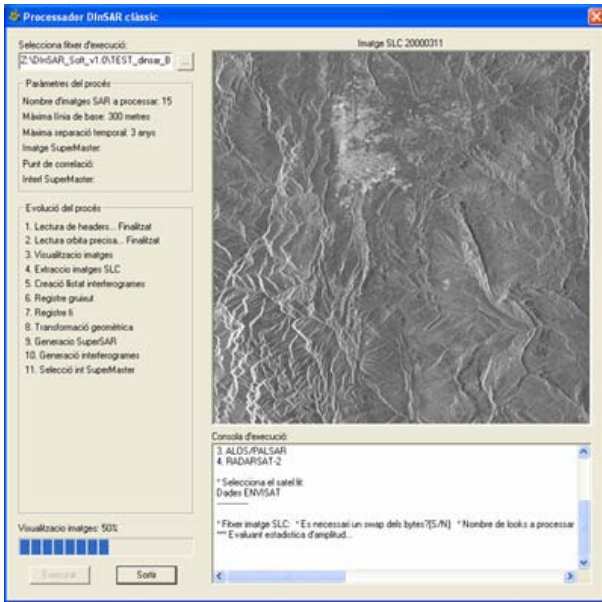 Processador DInSAR clàssic
Selecciona fitxer d'execució:
Z:\DInSAR_Soft_v1.0\TEST_dinsar_B
...
Paràmetres del procés
Nombre d'imatges SAR a processar: 15
Màxima línia de base: 300 metres
Màxima separació temporal: 3 anys
Imatge SuperMaster:
Punt de correlació:
Interf SuperMaster:
Evolució del procés
1. Lectura de headers... Finalitzat
2. Lectura orbita precisa... Finalitzat
3. Visualització imatges
4. Extraccio imatges SLC
5. Creació llistat interferogrames
6. Registre gruixut
7. Registre fi
8. Transformació geomètrica
9. Generacio SuperSAR
10. Generació interferogrames
11. Selecció int SuperMaster
Visualitzacio imatges: 50%
Executar
Sortir
Imatge SLC 20000311
Consola d'execució:
3. ALOS/PALSAR
4. RADARSAT-2
* Selecciona el satel.lit:
Dades ENVISAT
----------
* Fitxer imatge SLC: * Es necessari un swap dels bytes?[S/N] * Nombre de looks a processar
*** Evaluant estadistica d'amplitud...